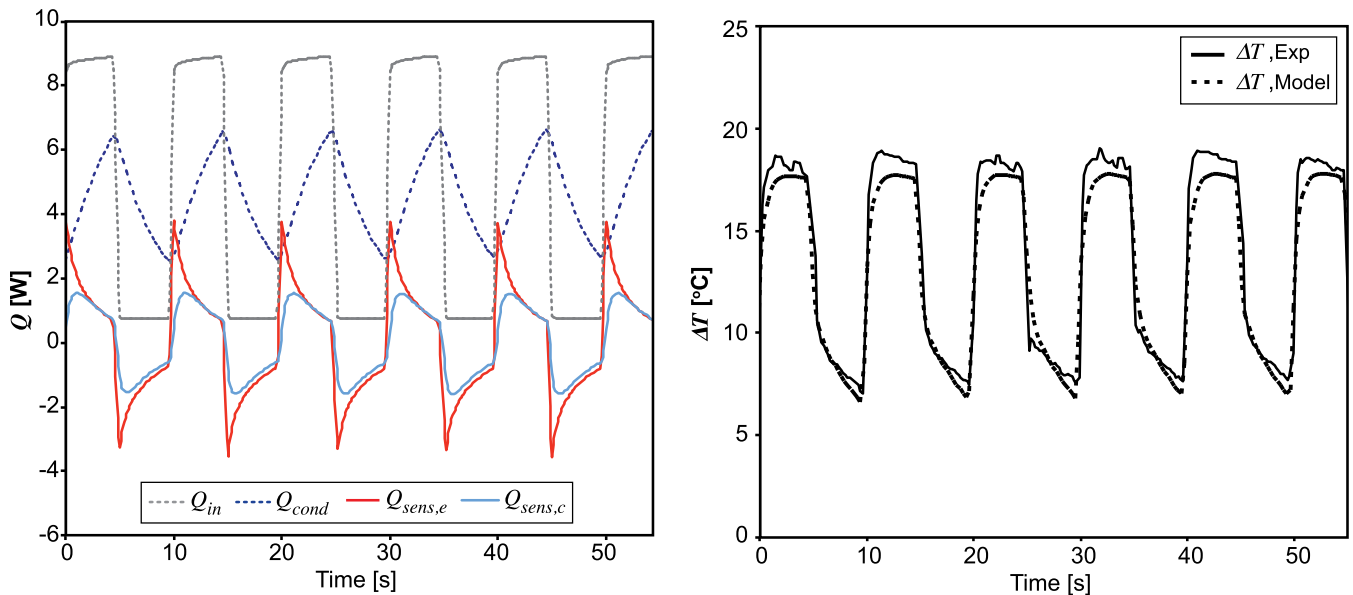 10
8
6
4
2
0
-2
-4
-6
Q [W]
Q_in Q_cond Q_sens,e Q_sens,c
0 10 20 30 40 50
Time [s]
25
20
15
10
5
0
ΔT [°C]
ΔT ,Exp
ΔT ,Model
0 10 20 30 40 50
Time [s]